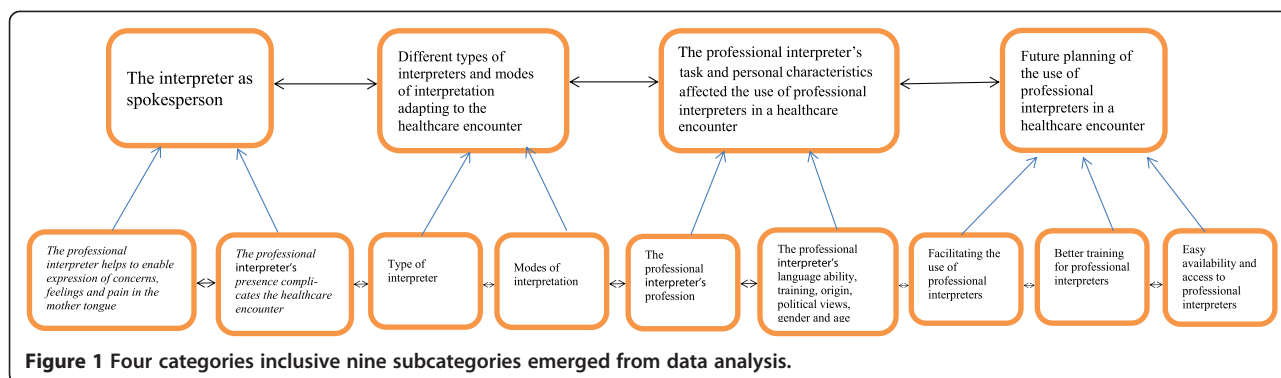 The interpreter as
spokesperson
Different types of
interpreters and modes
of interpretation
adapting to the
healthcare encounter
The professional interpreter’s
task and personal characteristics
affected the use of professional
interpreters in a healthcare
encounter
Future planning of
the use of
professional
interpreters in a
healthcare encounter
The professional
interpreter helps to enable
expression of concerns,
feelings and pain in the
mother tongue
The professional
interpreter’s
presence compli-
cates the healthcare
encounter
Type of
interpreter
Modes of
interpretation
The
professional
interpreter’s
profession
The professional
interpreter’s
language ability,
training, origin,
political views,
gender and age
Facilitating the
use of
professional
interpreters
Better training
for professional
interpreters
Easy
availability and
access to
professional
interpreters
Figure 1 Four categories inclusive nine subcategories emerged from data analysis.